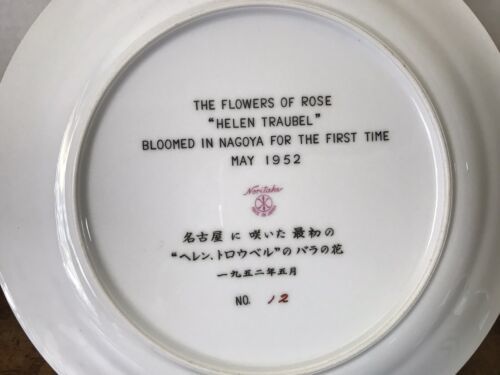 THE FLOWERS OF ROSE
"HELEN TRAUBEL"
BLOOMED IN NAGOYA FOR THE FIRST TIME
MAY 1952
Noritake
名古屋に咲いた最初の
"ヘレン、トロウベル"のバラの花
一九五二年五月
NO. 12